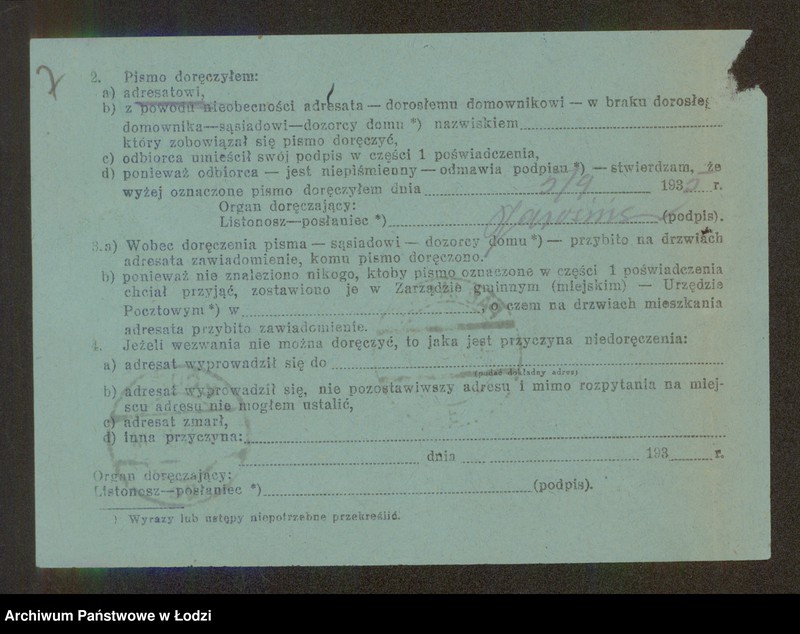 2. Pismo doręczyłem:
a) adresatowi,
b) z powodu nieobecności adresata — dorosłemu domownikowi — w braku dorosłeg
domownika—sąsiadowi—dozorcy domu *) nazwiskiem
który zobowiązał się pismo doręczyć,
c) odbiorca umieścił swój podpis w części 1 poświadczenia,
d) ponieważ odbiorca — jest niepiśmienny — odmawia podpisu *) — stwierdzam, że
wyżej oznaczone pismo doręczyłem dnia 2/9 1932 r.
Organ doręczający:
Listonosz—posłaniec *) (podpis).
3.a) Wobec doręczenia pisma — sąsiadowi — dozorcy domu *) — przybito na drzwiach
adresata zawiadomienie, komu pismo doręczono.
b) ponieważ nie znaleziono nikogo, ktoby pismo oznaczone w części 1 poświadczenia
chciał przyjąć, zostawiono je w Zarządzie gminnym (miejskim) — Urzędzie
Pocztowym *) w , o czem na drzwiach mieszkania
adresata przybito zawiadomienie.
4. Jeżeli wezwania nie można doręczyć, to jaka jest przyczyna niedoręczenia:
a) adresat wyprowadził się do
(podać dokładny adres)
b) adresat wyprowadził się, nie pozostawiwszy adresu i mimo rozpytania na miej-
scu adresu nie mogłem ustalić,
c) adresat zmarł,
d) inna przyczyna:
dnia 193 r.
Organ doręczający:
Listonosz—posłaniec *) (podpis).
) Wyrazy lub ustępy niepotrzebne przekreślić.
Archiwum Państwowe w Łodzi